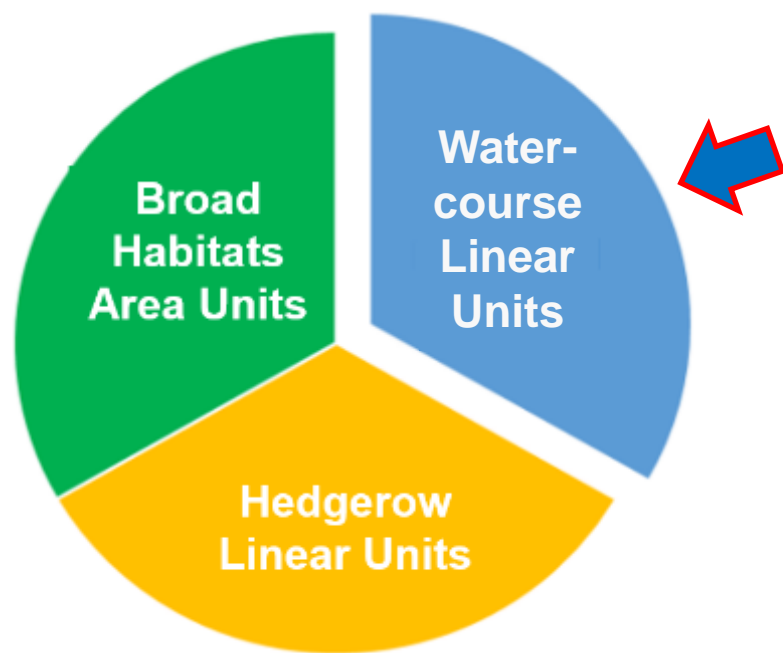 Broad
Habitats
Area Units
Water-
course
Linear
Units
Hedgerow
Linear Units